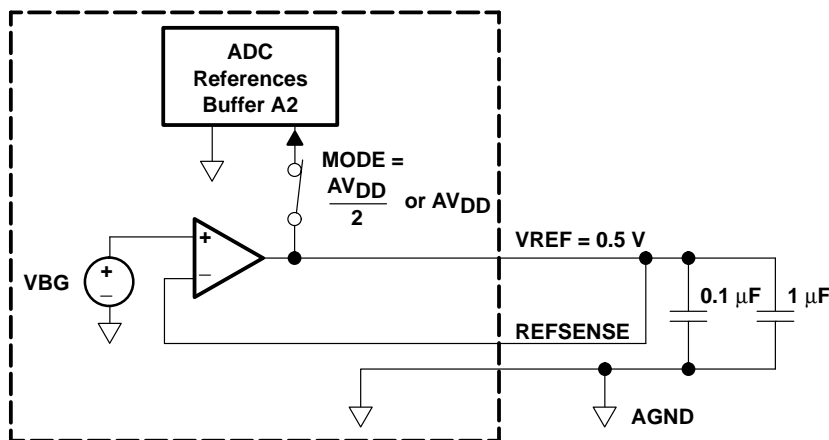 ADC
References
Buffer A2
MODE =
AVDD
2
or AVDD
+
−
VBG
+
−
VREF = 0.5 V
0.1 μF
1 μF
REFSENSE
AGND